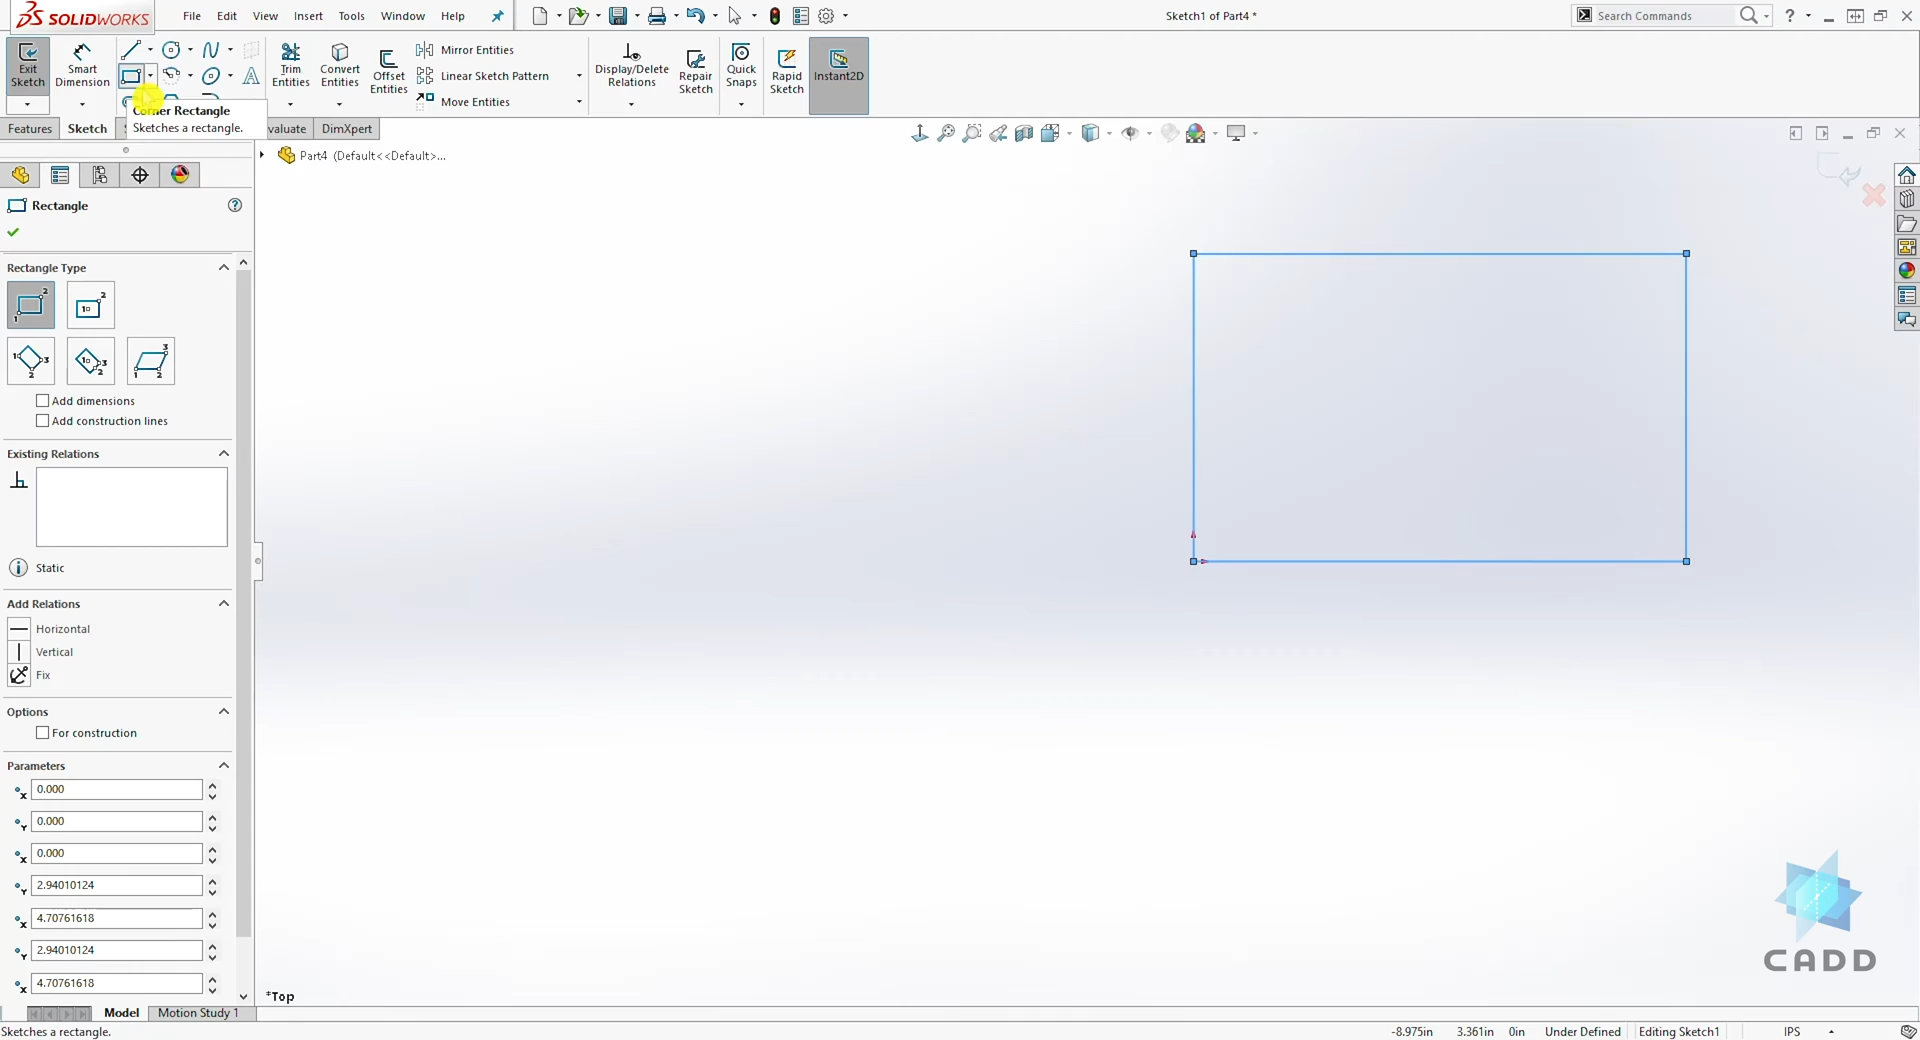 SOLIDWORKS
File Edit View Insert Tools Window Help
Sketch1 of Part4 *
Search Commands
?
Exit Sketch
Smart Dimension
Trim Entities
Convert Entities
Offset Entities
Mirror Entities
Linear Sketch Pattern
Move Entities
Display/Delete Relations
Repair Sketch
Quick Snaps
Rapid Sketch
Instant2D
Corner Rectangle
Sketches a rectangle.
Features Sketch S valuate DimXpert
Part4 (Default<<Default>...
Rectangle
Rectangle Type
Add dimensions
Add construction lines
Existing Relations
Static
Add Relations
Horizontal
Vertical
Fix
Options
For construction
Parameters
0.000
0.000
0.000
2.94010124
4.70761618
2.94010124
4.70761618
*Top
CADD
Model Motion Study 1
Sketches a rectangle.
-8.975in 3.361in 0in Under Defined Editing Sketch1 IPS